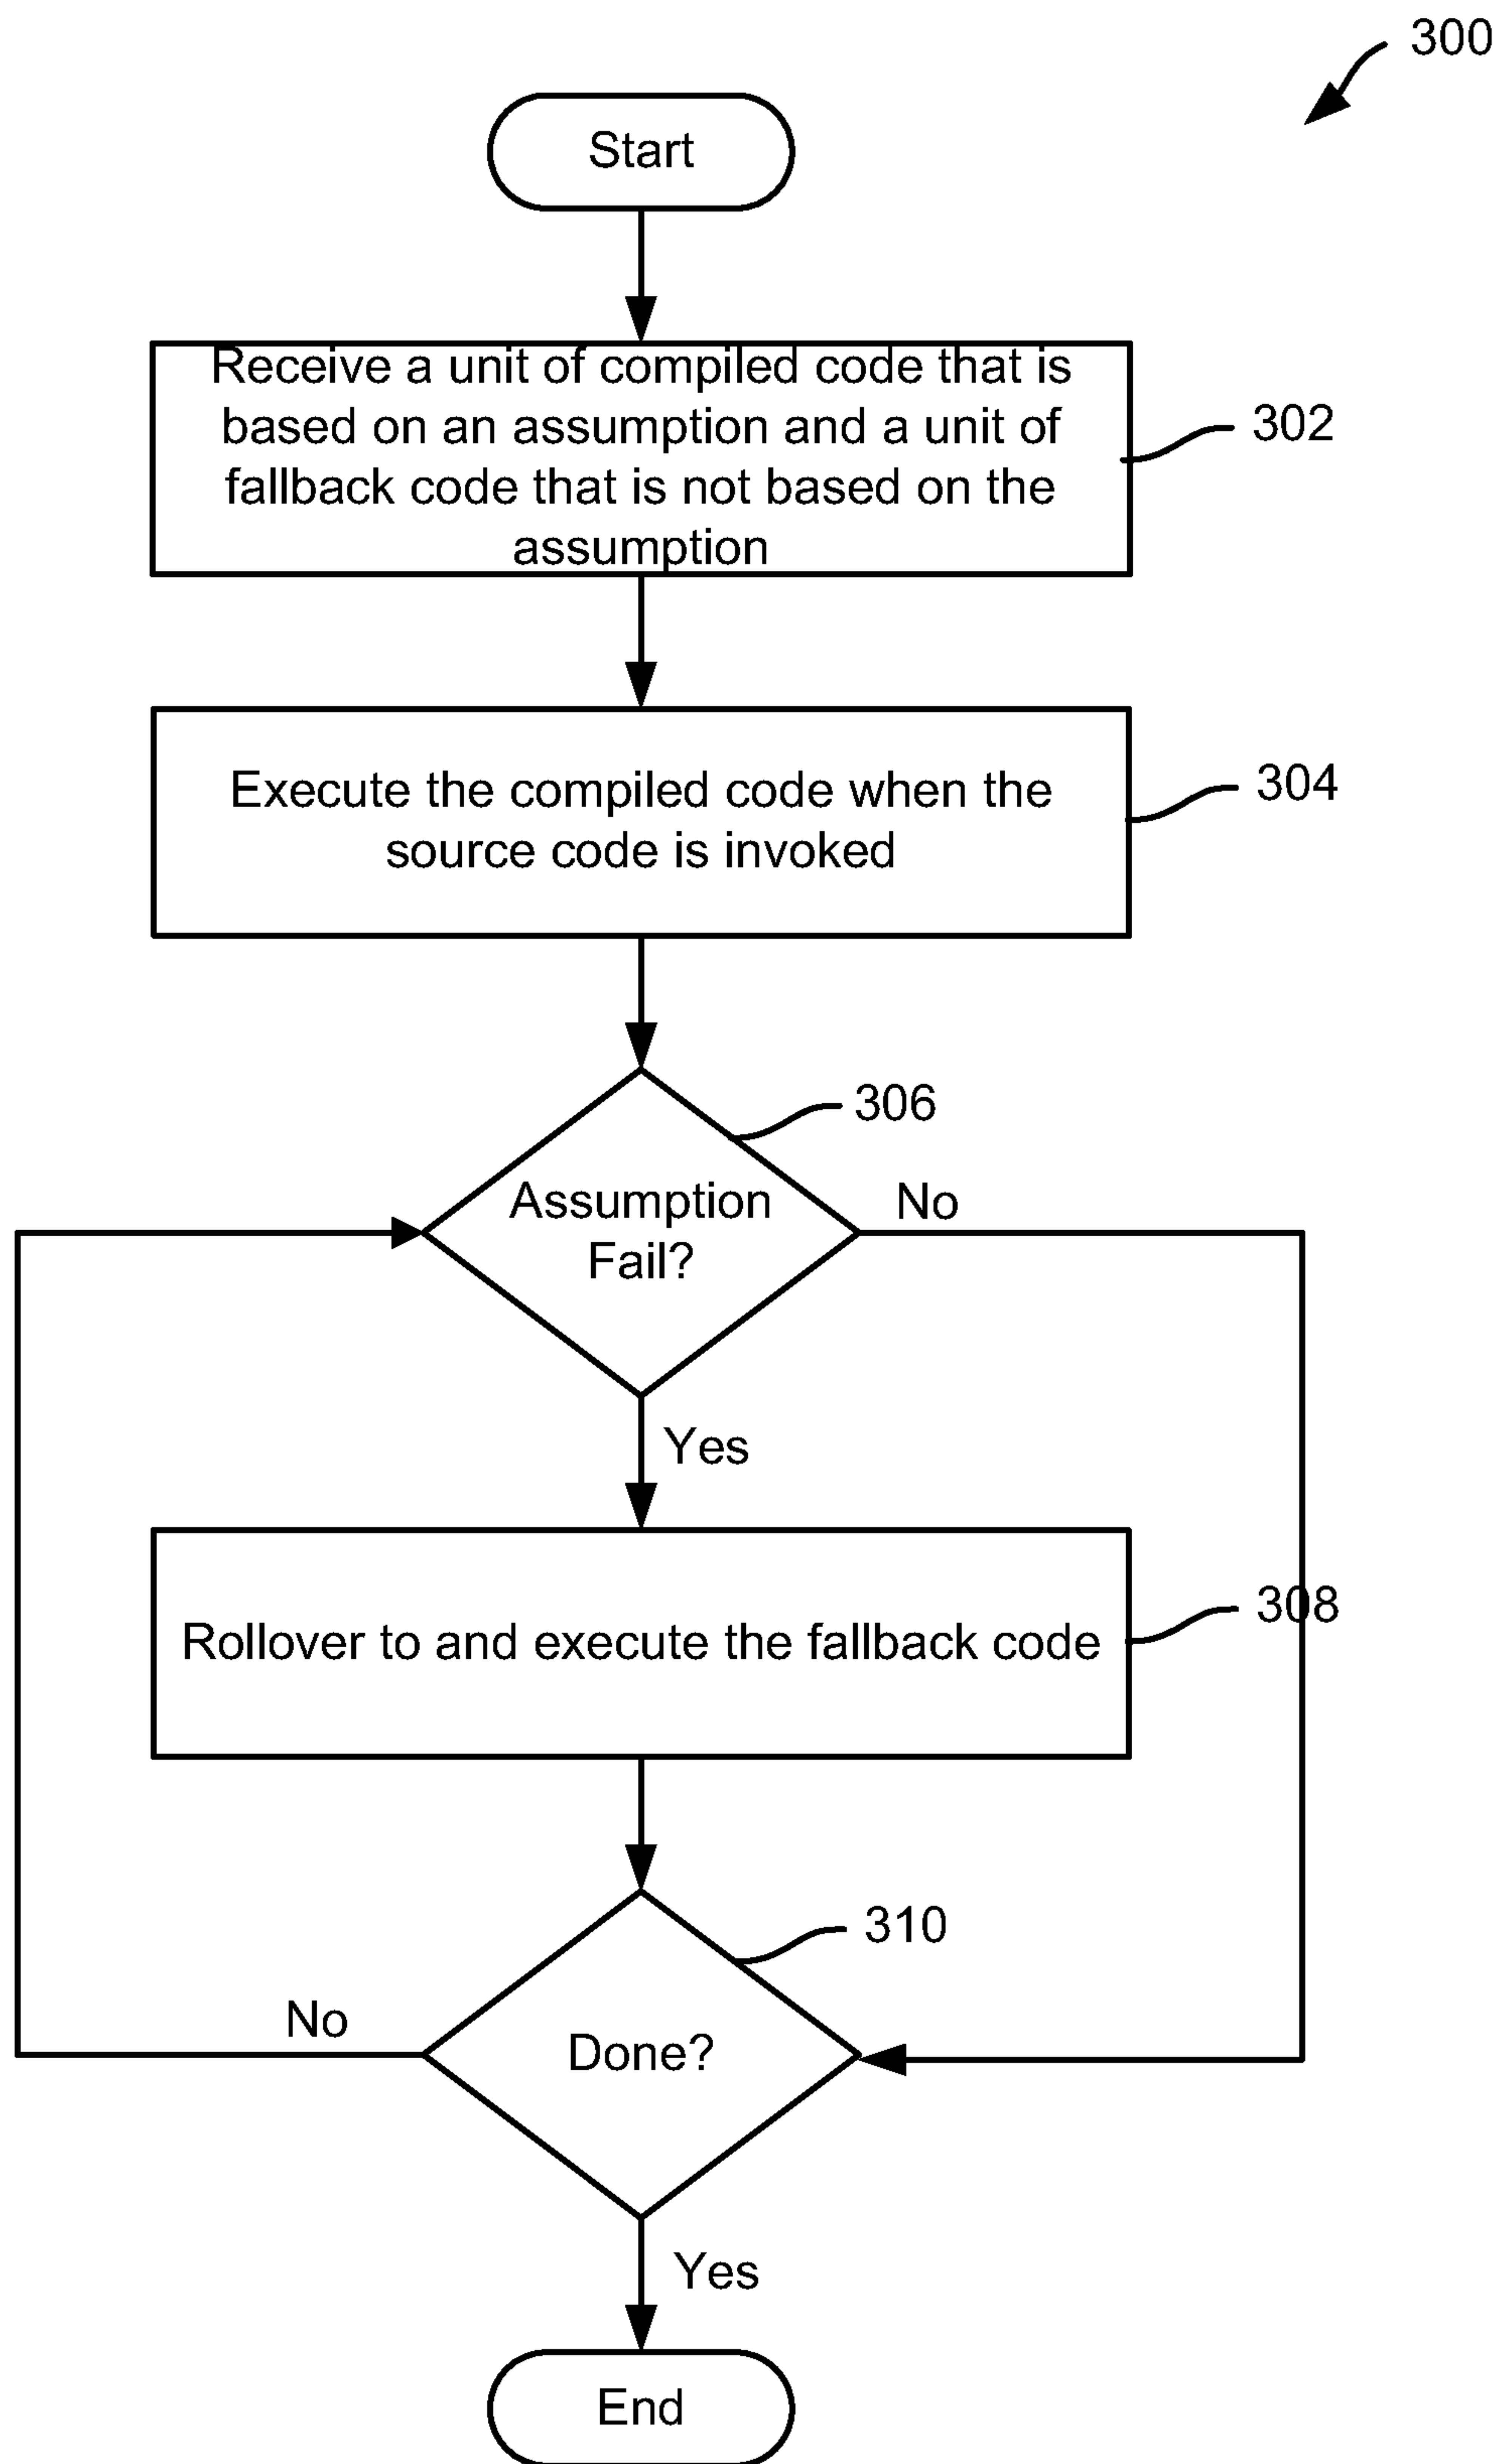 300
Start
Receive a unit of compiled code that is
based on an assumption and a unit of
fallback code that is not based on the
assumption
302
Execute the compiled code when the
source code is invoked
304
306
Assumption
Fail?
No
Yes
Rollover to and execute the fallback code
308
310
Done?
No
Yes
End